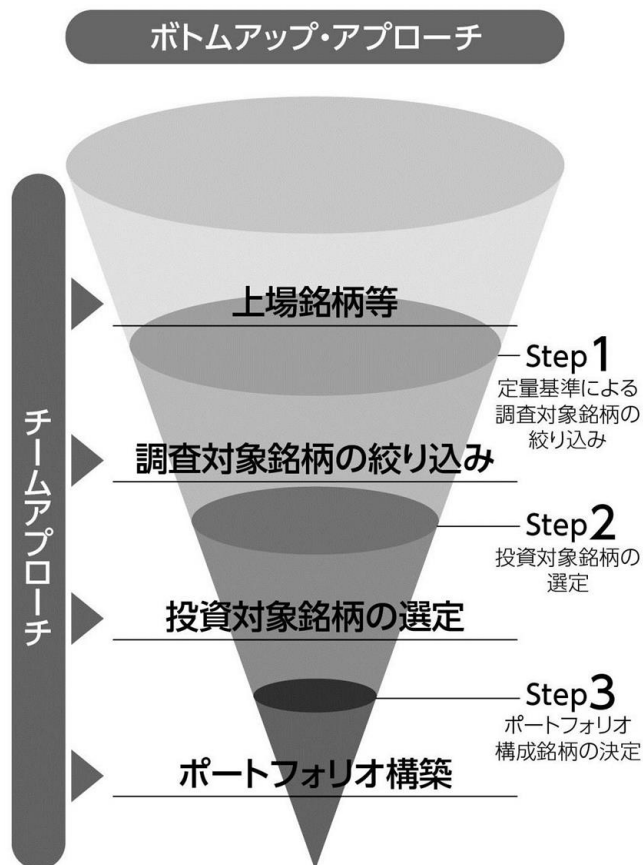 ボトムアップ・アプローチ
チームアプローチ
上場銘柄等
Step1
定量基準による
調査対象銘柄の
絞り込み
調査対象銘柄の絞り込み
Step2
投資対象銘柄の
選定
投資対象銘柄の選定
Step3
ポートフォリオ
構成銘柄の決定
ポートフォリオ構築